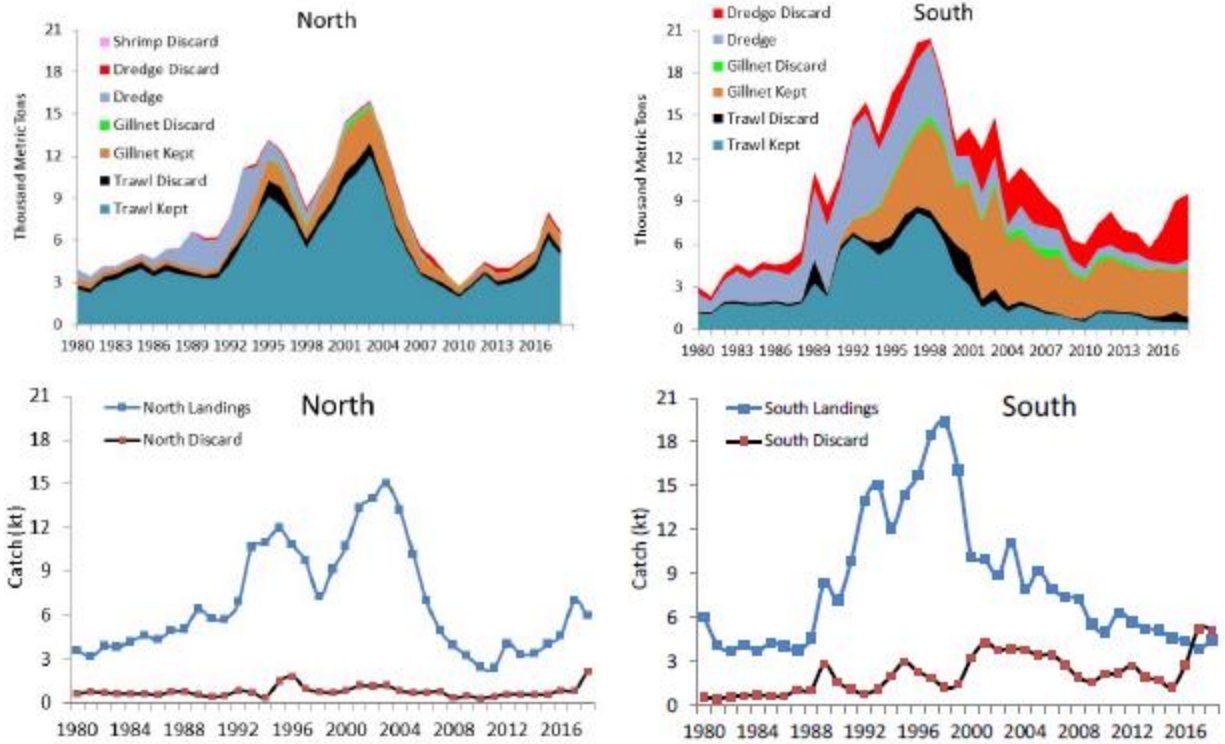 North
21
18
15
12
9
6
3
0
Thousand Metric Tons
Shrimp Discard
Dredge Discard
Dredge
Gillnet Discard
Gillnet Kept
Trawl Discard
Trawl Kept
1980 1983 1986 1989 1992 1995 1998 2001 2004 2007 2010 2013 2016
South
21
18
15
12
9
6
3
0
Thousand Metric Tons
Dredge Discard
Dredge
Gillnet Discard
Gillnet Kept
Trawl Discard
Trawl Kept
1980 1983 1986 1989 1992 1995 1998 2001 2004 2007 2010 2013 2016
North
21
18
15
12
9
6
3
0
Catch (kt)
North Landings
North Discard
1980 1984 1988 1992 1996 2000 2004 2008 2012 2016
South
21
18
15
12
9
6
3
0
Catch (kt)
South Landings
South Discard
1980 1984 1988 1992 1996 2000 2004 2008 2012 2016